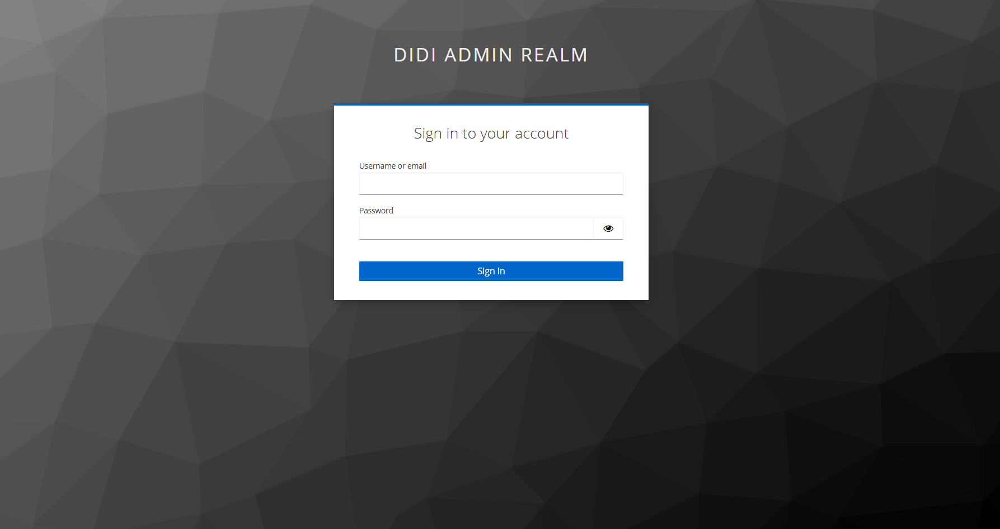 DIDI ADMIN REALM
Sign in to your account
Username or email
Password
Sign In